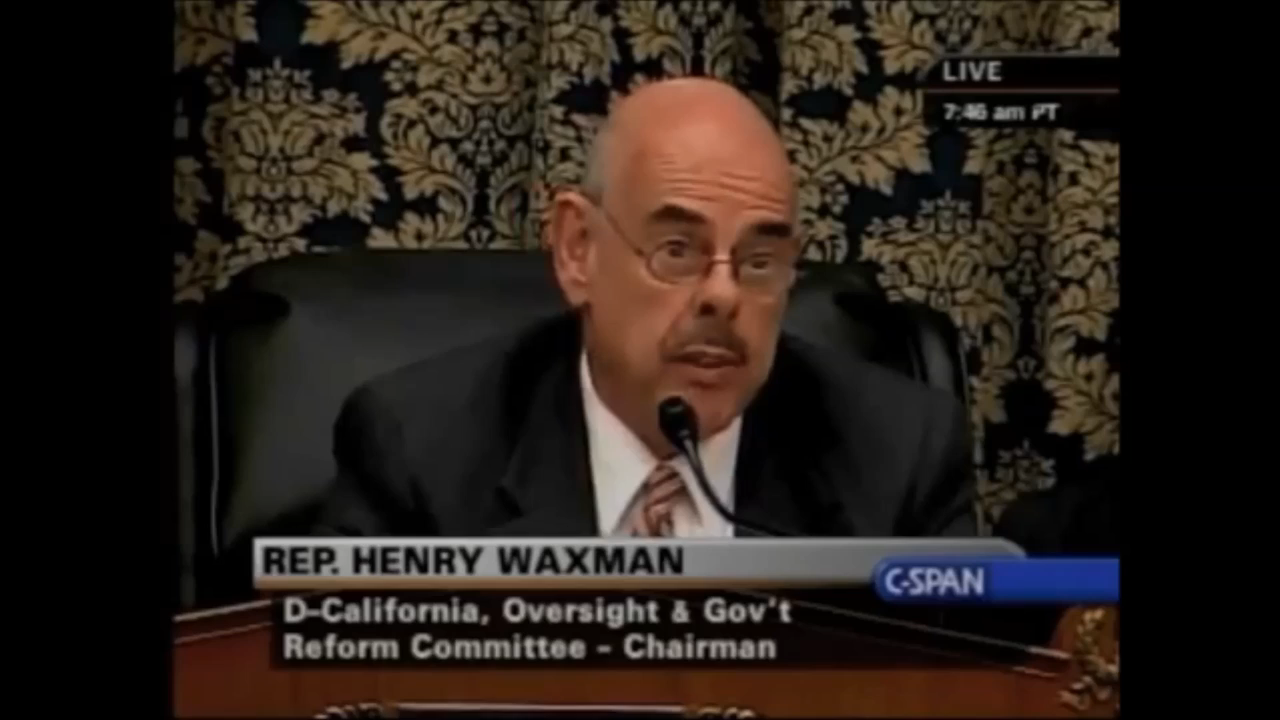 LIVE
7:46 am PT
REP. HENRY WAXMAN
C-SPAN
D-California, Oversight & Gov't
Reform Committee - Chairman